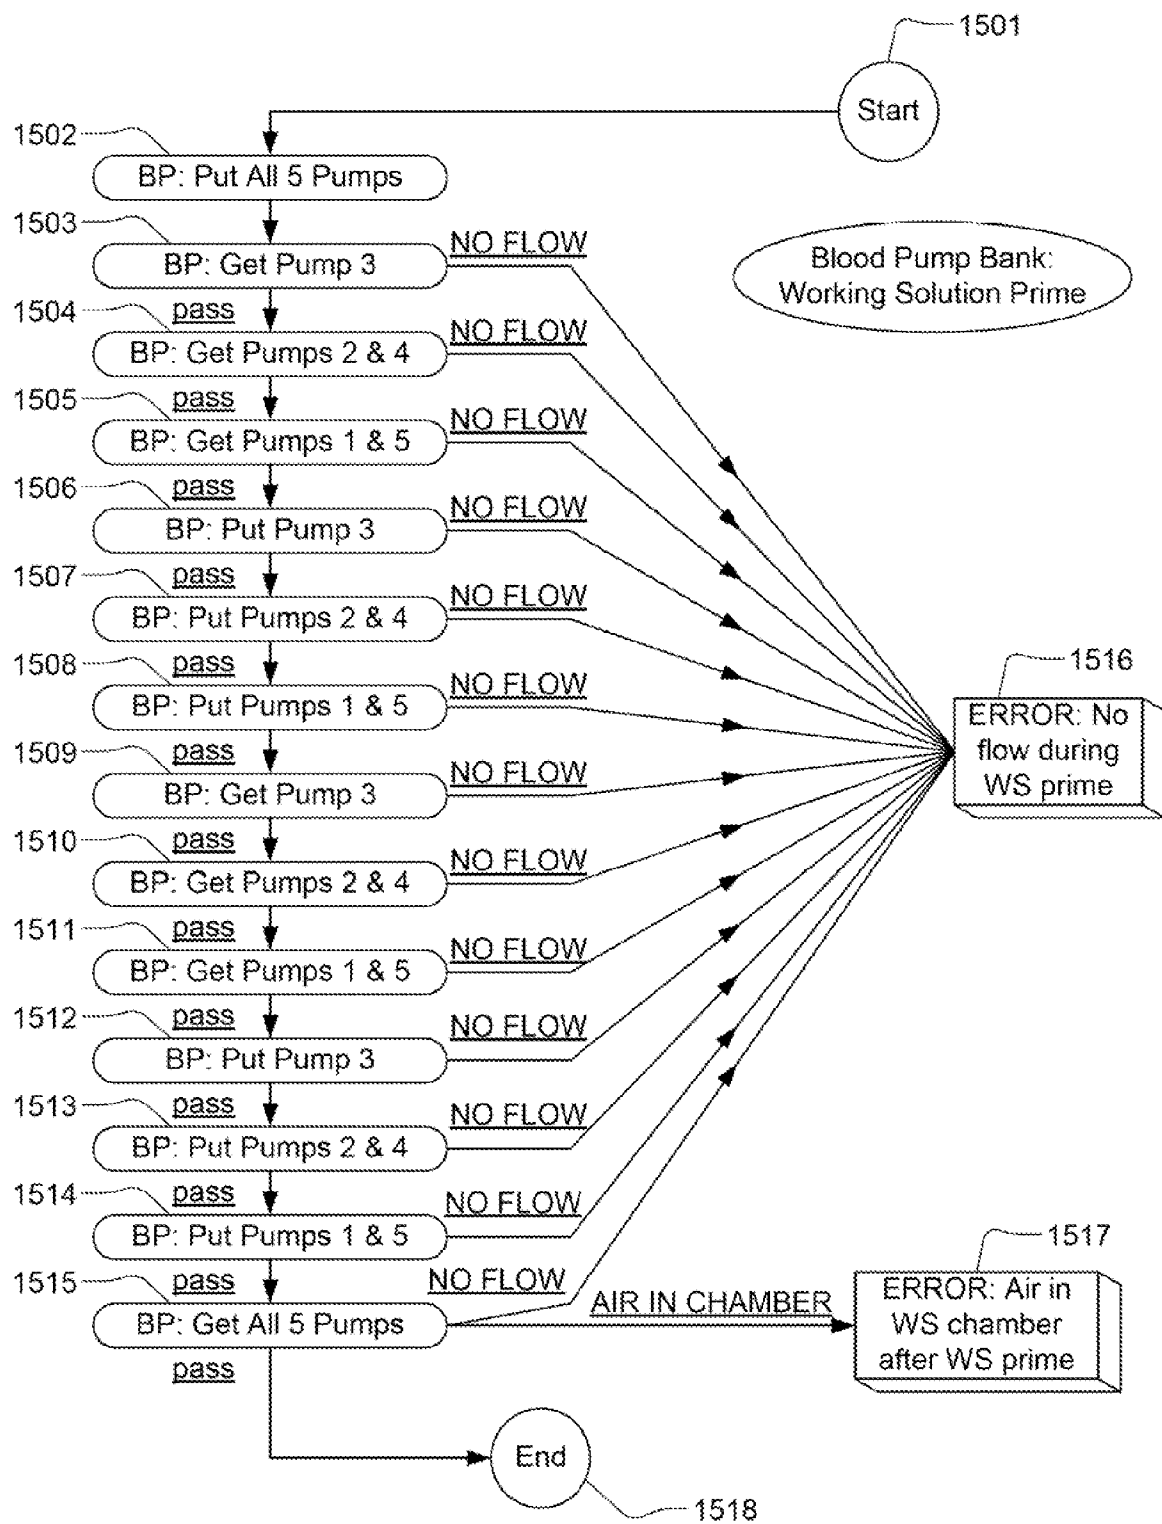 1501
Start
1502
BP: Put All 5 Pumps
1503
BP: Get Pump 3
NO FLOW
Blood Pump Bank:
Working Solution Prime
pass
1504
BP: Get Pumps 2 & 4
NO FLOW
pass
1505
BP: Get Pumps 1 & 5
NO FLOW
pass
1506
BP: Put Pump 3
NO FLOW
pass
1507
BP: Put Pumps 2 & 4
NO FLOW
pass
1508
BP: Put Pumps 1 & 5
NO FLOW
1516
ERROR: No
flow during
WS prime
pass
1509
BP: Get Pump 3
NO FLOW
pass
1510
BP: Get Pumps 2 & 4
NO FLOW
pass
1511
BP: Get Pumps 1 & 5
NO FLOW
pass
1512
BP: Put Pump 3
NO FLOW
pass
1513
BP: Put Pumps 2 & 4
NO FLOW
pass
1514
BP: Put Pumps 1 & 5
NO FLOW
pass
1515
BP: Get All 5 Pumps
NO FLOW
AIR IN CHAMBER
1517
ERROR: Air in
WS chamber
after WS prime
pass
End
1518